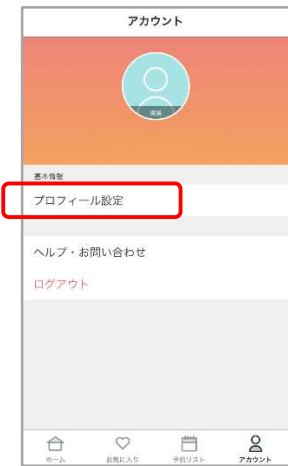 アカウント
編集
基本情報
プロフィール設定
ヘルプ・お問い合わせ
ログアウト
ホーム お気に入り 予約リスト アカウント